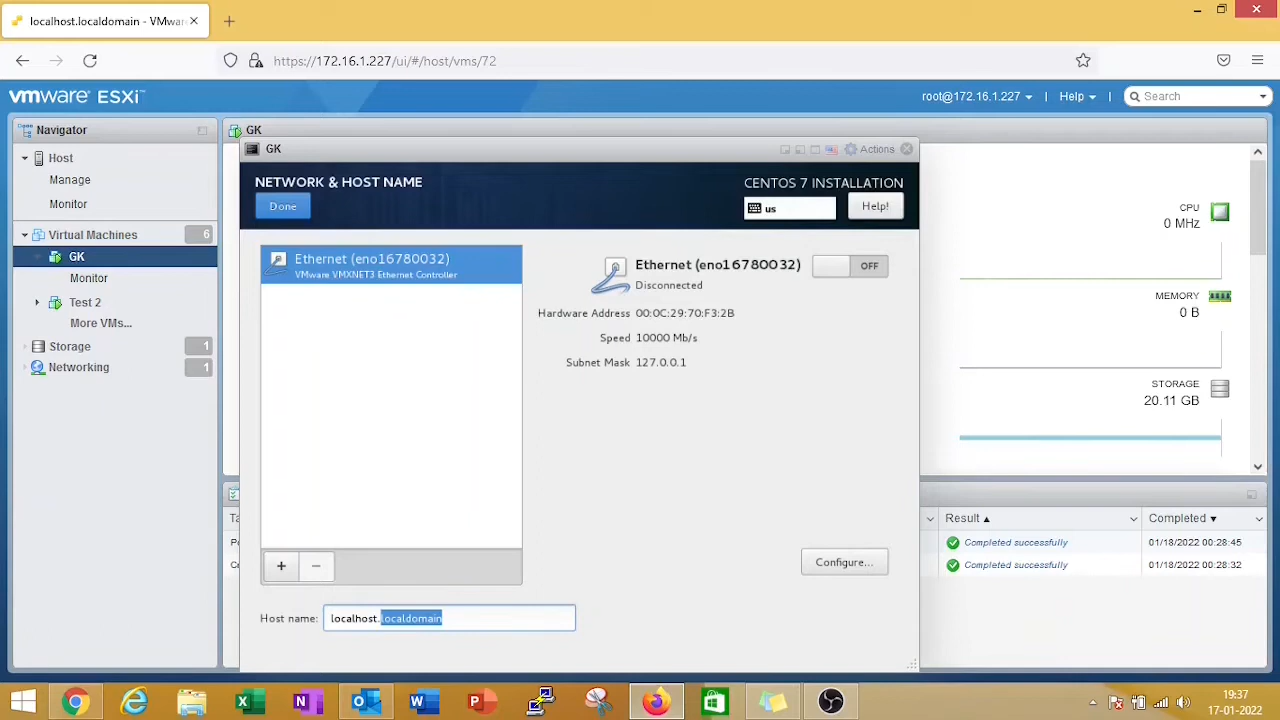 localhost.localdomain - VMwar
https://172.16.1.227/ui/#/host/vms/72
vmware ESXi
root@172.16.1.227
|
Help
|
Search
Navigator
Host
Manage
Monitor
Virtual Machines
6
GK
Monitor
Test 2
More VMs...
Storage
1
Networking
1
GK
GK
Actions
NETWORK & HOST NAME
Done
CENTOS 7 INSTALLATION
us
Help!
Ethernet (eno16780032)
VMware VMXNET3 Ethernet Controller
Ethernet (eno16780032)
Disconnected
OFF
Hardware Address 00:0C:29:70:F3:2B
Speed 10000 Mb/s
Subnet Mask 127.0.0.1
+
−
Configure...
Host name:
localhost.localdomain
CPU
0 MHz
MEMORY
0 B
STORAGE
20.11 GB
Result
Completed
Completed successfully
01/18/2022 00:28:45
Completed successfully
01/18/2022 00:28:32
19:37
17-01-2022